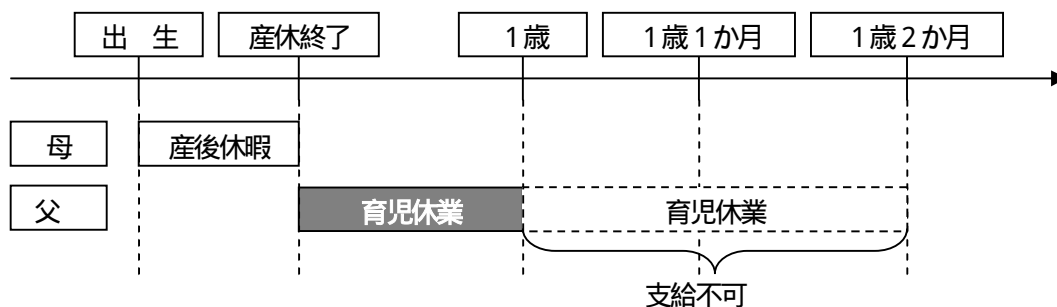 出　生 産休終了 １歳 １歳１か月 １歳２か月
母 産後休暇
父 育児休業 育児休業
支給不可